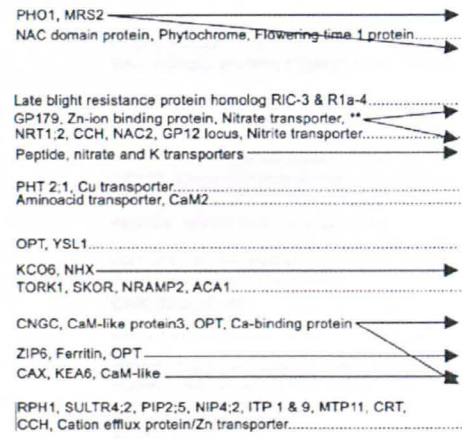 PHO1, MRS2
NAC domain protein, Phytochrome, Flowering time 1 protein
Late blight resistance protein homolog RIC-3 & R1a-4
GP179, Zn-ion binding protein, Nitrate transporter, **
NRT1;2, CCH, NAC2, GP12 locus, Nitrite transporter
Peptide, nitrate and K transporters
PHT 2;1, Cu transporter
Aminoacid transporter, CaM2
OPT, YSL1
KCO6, NHX
TORK1, SKOR, NRAMP2, ACA1
CNGC, CaM-like protein3, OPT, Ca-binding protein
ZIP6, Ferritin, OPT
CAX, KEA6, CaM-like
RPH1, SULTR4;2, PIP2;5, NIP4;2, ITP 1 & 9, MTP11, CRT,
CCH, Cation efflux protein/Zn transporter